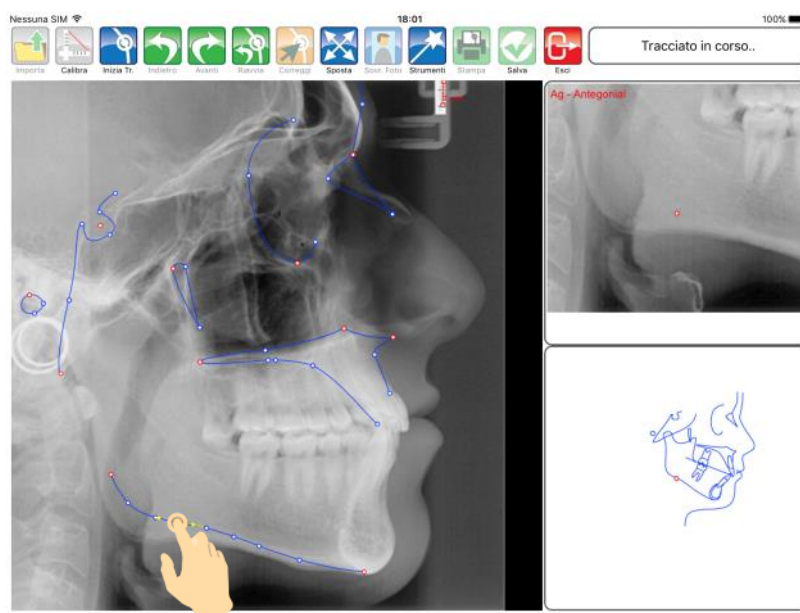 Nessuna SIM 18:01 100%
Importa Calibra Inizia Tr. Indietro Avanti Riavvia Correggi Sposta Sovr. Foto Strumenti Stampa Salva Esci
Tracciato in corso..
Ag - Antegonial